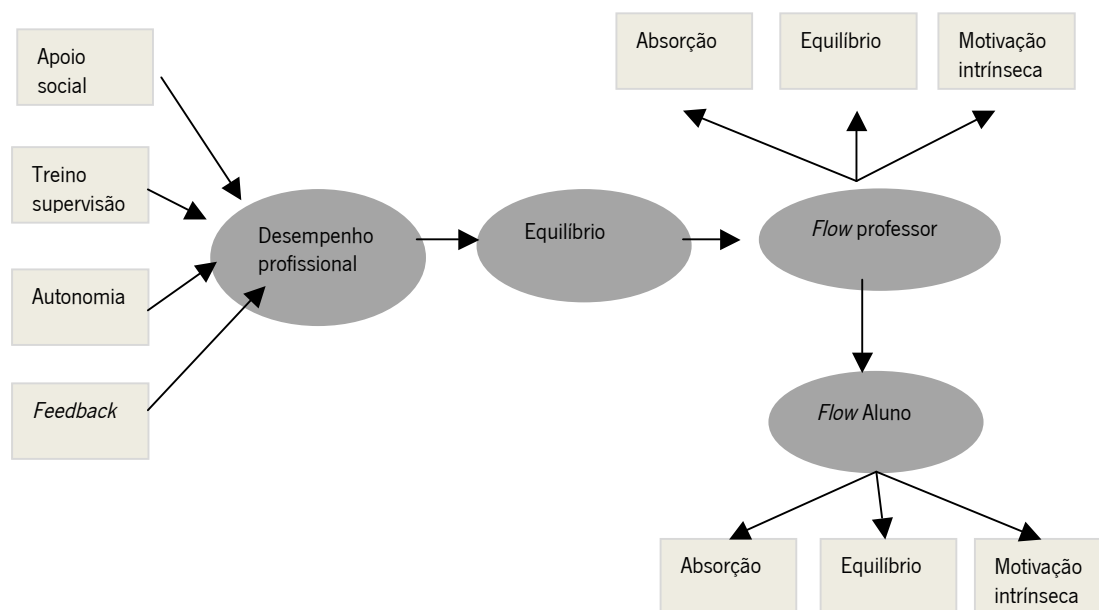 Absorção
Equilíbrio
Motivação
intrínseca
Apoio
social
Treino
supervisão
Autonomia
Feedback
Desempenho
profissional
Equilíbrio
Flow professor
Flow Aluno
Absorção
Equilíbrio
Motivação
intrínseca